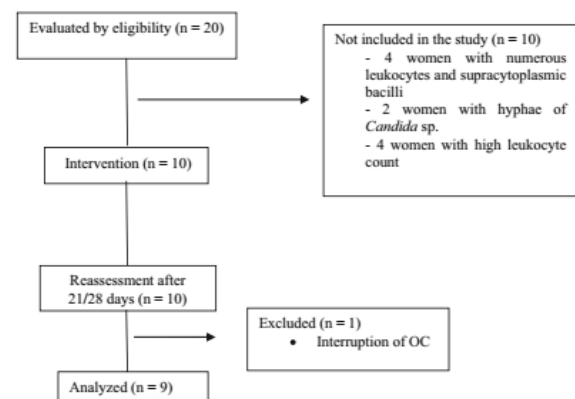 Evaluated by eligibility (n = 20)
Not included in the study (n = 10)
- 4 women with numerous
leukocytes and supracytoplasmic
bacilli
- 2 women with hyphae of
Candida sp.
- 4 women with high leukocyte
count
Intervention (n = 10)
Reassessment after
21/28 days (n = 10)
Excluded (n = 1)
• Interruption of OC
Analyzed (n = 9)